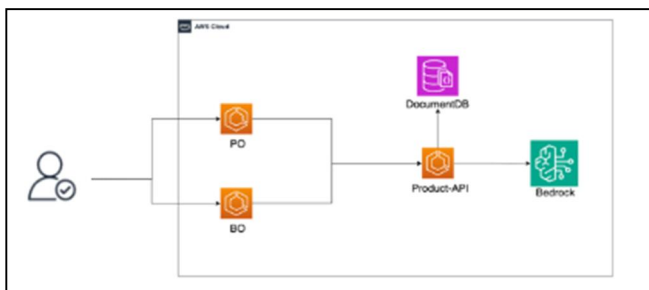 AWS Cloud
DocumentDB
PO
Product-API
Bedrock
BO